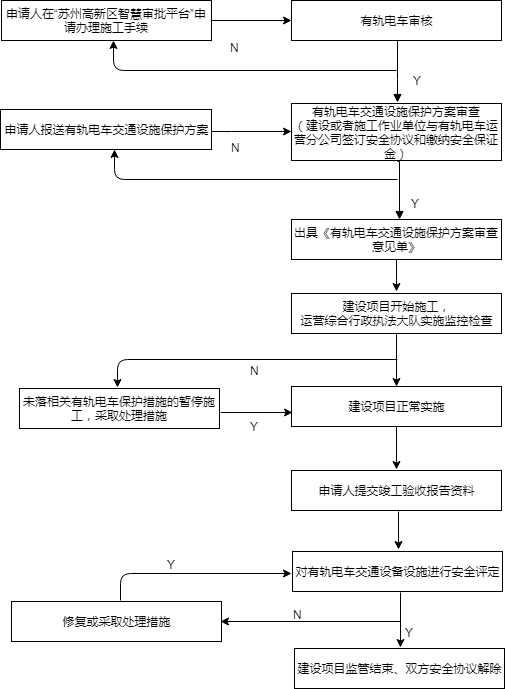 申请人在“苏州高新区智慧审批平台”申
请办理施工手续
有轨电车审核
N
Y
申请人报送有轨电车交通设施保护方案
N
有轨电车交通设施保护方案审查
（建设或者施工作业单位与有轨电车运
营分公司签订安全协议和缴纳安全保证
金）
Y
出具《有轨电车交通设施保护方案审查
意见单》
建设项目开始施工，
运营综合行政执法大队实施监控检查
N
未落相关有轨电车保护措施的暂停施
工，采取处理措施
Y
建设项目正常实施
申请人提交竣工验收报告资料
Y
对有轨电车交通设备设施进行安全评定
修复或采取处理措施
N
Y
建设项目监管结束、双方安全协议解除